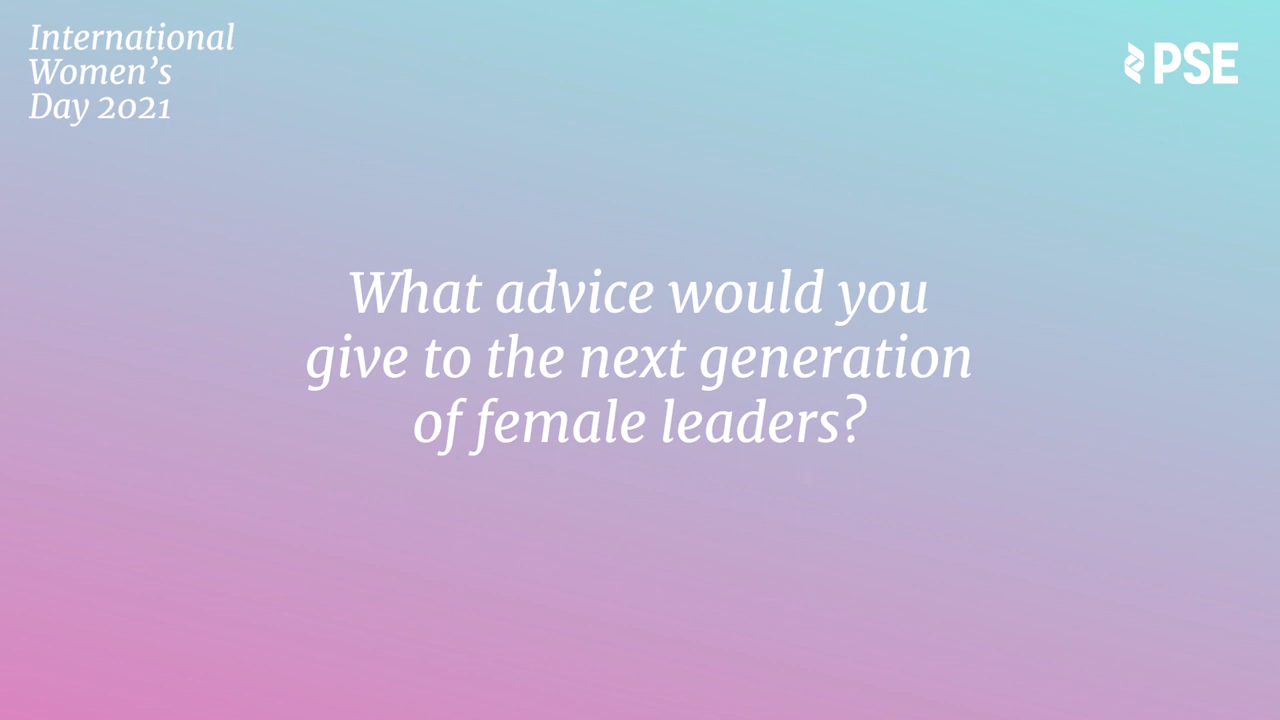 International
Women’s
Day 2021
PSE
What advice would you
give to the next generation
of female leaders?